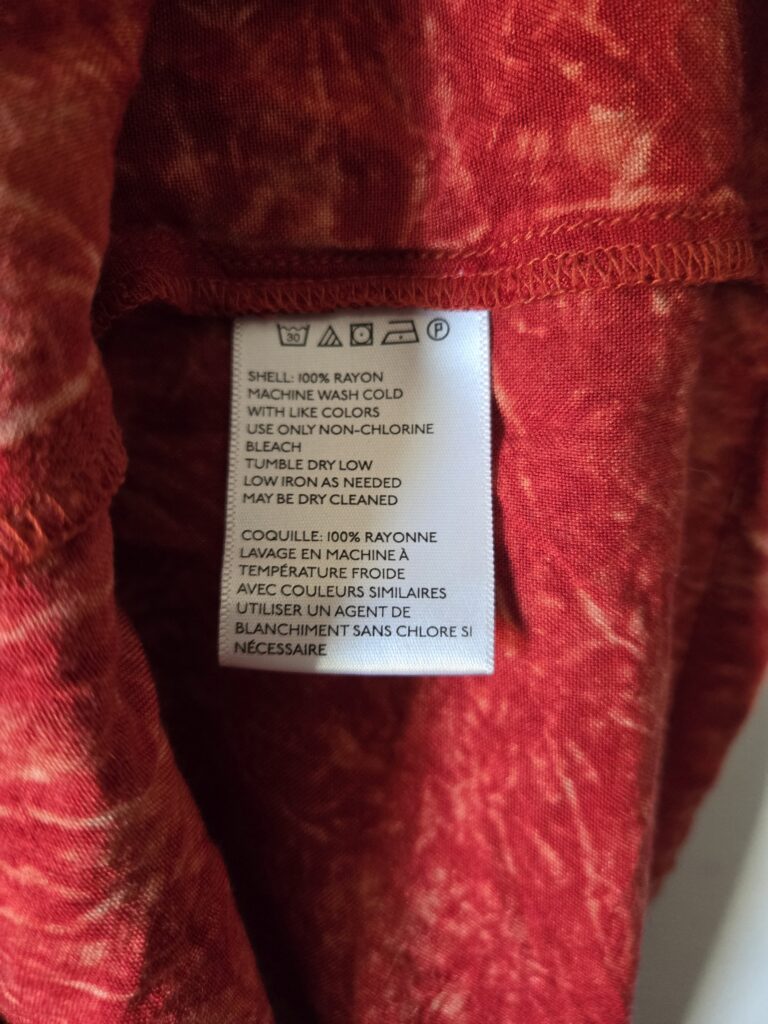 30 P
SHELL: 100% RAYON
MACHINE WASH COLD
WITH LIKE COLORS
USE ONLY NON-CHLORINE
BLEACH
TUMBLE DRY LOW
LOW IRON AS NEEDED
MAY BE DRY CLEANED
COQUILLE: 100% RAYONNE
LAVAGE EN MACHINE À
TEMPÉRATURE FROIDE
AVEC COULEURS SIMILAIRES
UTILISER UN AGENT DE
BLANCHIMENT SANS CHLORE SI
NÉCESSAIRE